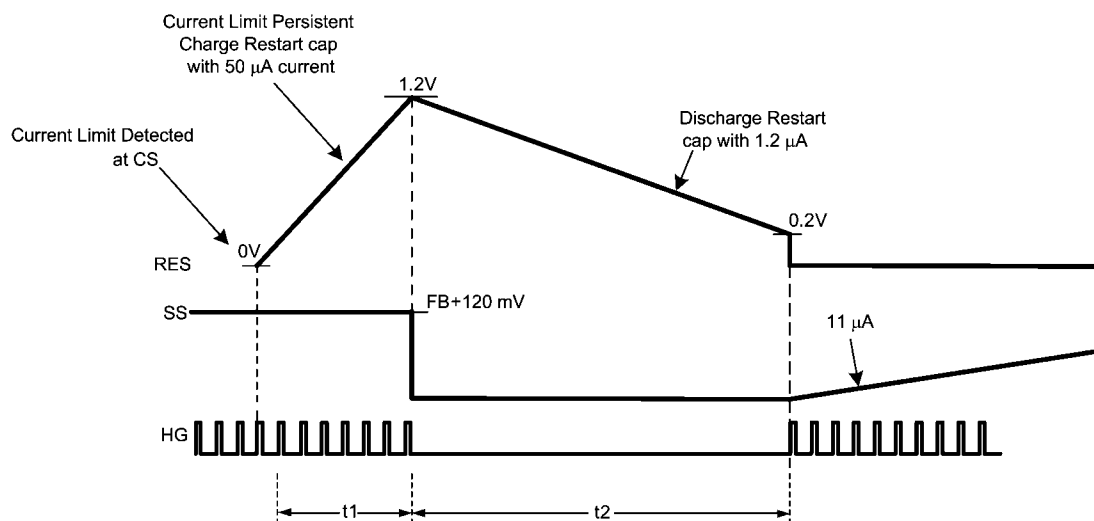 Current Limit Persistent
Charge Restart cap
with 50 μA current
1.2V
Discharge Restart
cap with 1.2 μA
Current Limit Detected
at CS
0V
0.2V
RES
SS
FB+120 mV
11 μA
HG
t1
t2